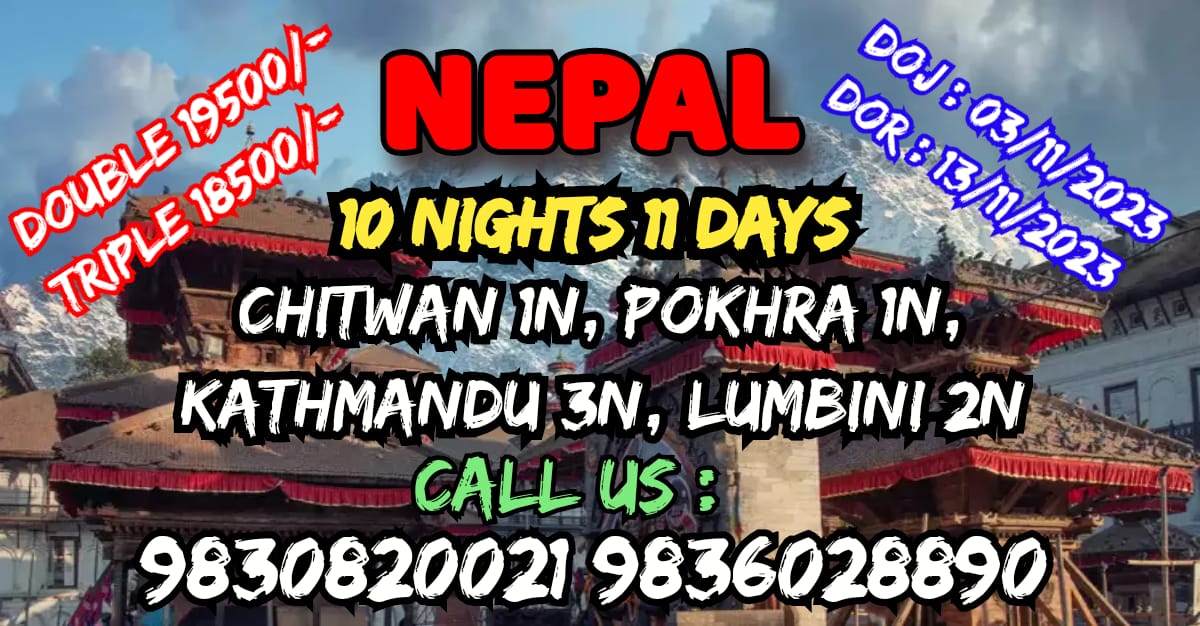 DOUBLE 19500/-
TRIPLE 18500/-
NEPAL
DOJ : 03/11/2023
DOR : 13/11/2023
10 NIGHTS 11 DAYS
CHITWAN 1N, POKHRA 1N,
KATHMANDU 3N, LUMBINI 2N
CALL US :
9830820021 9836028890